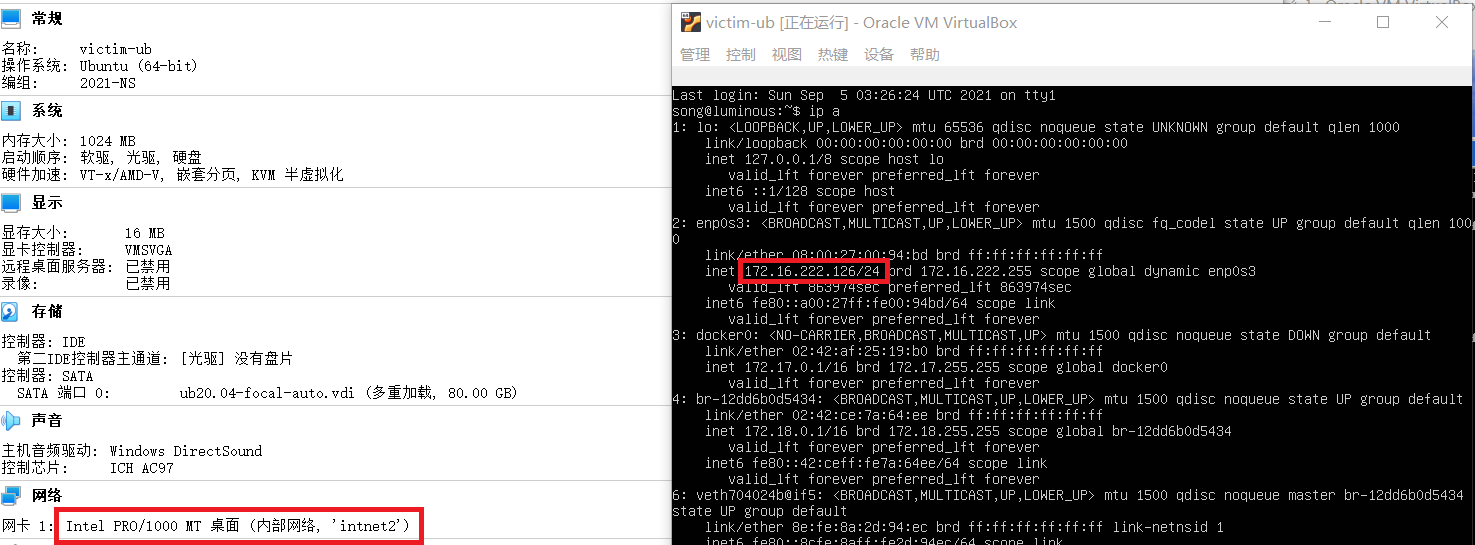 常规
名称: victim-ub
操作系统: Ubuntu (64-bit)
编组: 2021-NS
系统
内存大小: 1024 MB
启动顺序: 软驱, 光驱, 硬盘
硬件加速: VT-x/AMD-V, 嵌套分页, KVM 半虚拟化
显示
显存大小: 16 MB
显卡控制器: VMSVGA
远程桌面服务器: 已禁用
录像: 已禁用
存储
控制器: IDE
第二IDE控制器主通道: [光驱] 没有盘片
控制器: SATA
SATA 端口 0: ub20.04-focal-auto.vdi (多重加载, 80.00 GB)
声音
主机音频驱动: Windows DirectSound
控制芯片: ICH AC97
网络
网卡 1: Intel PRO/1000 MT 桌面 (内部网络, 'intnet2')
victim-ub [正在运行] - Oracle VM VirtualBox
管理 控制 视图 热键 设备 帮助
Last login: Sun Sep  5 03:26:24 UTC 2021 on tty1
song@luminous:~$ ip a
1: lo: <LOOPBACK,UP,LOWER_UP> mtu 65536 qdisc noqueue state UNKNOWN group default qlen 1000
link/loopback 00:00:00:00:00:00 brd 00:00:00:00:00:00
inet 127.0.0.1/8 scope host lo
valid_lft forever preferred_lft forever
inet6 ::1/128 scope host
valid_lft forever preferred_lft forever
2: enp0s3: <BROADCAST,MULTICAST,UP,LOWER_UP> mtu 1500 qdisc fq_codel state UP group default qlen 100
0
link/ether 08:00:27:00:94:bd brd ff:ff:ff:ff:ff:ff
inet 172.16.222.126/24 brd 172.16.222.255 scope global dynamic enp0s3
valid_lft 863974sec preferred_lft 863974sec
inet6 fe80::a00:27ff:fe00:94bd/64 scope link
valid_lft forever preferred_lft forever
3: docker0: <NO-CARRIER,BROADCAST,MULTICAST,UP> mtu 1500 qdisc noqueue state DOWN group default
link/ether 02:42:af:25:19:b0 brd ff:ff:ff:ff:ff:ff
inet 172.17.0.1/16 brd 172.17.255.255 scope global docker0
valid_lft forever preferred_lft forever
4: br-12dd6b0d5434: <BROADCAST,MULTICAST,UP,LOWER_UP> mtu 1500 qdisc noqueue state UP group default
link/ether 02:42:ce:7a:64:ee brd ff:ff:ff:ff:ff:ff
inet 172.18.0.1/16 brd 172.18.255.255 scope global br-12dd6b0d5434
valid_lft forever preferred_lft forever
inet6 fe80::42:ceff:fe7a:64ee/64 scope link
valid_lft forever preferred_lft forever
6: veth704024b@if5: <BROADCAST,MULTICAST,UP,LOWER_UP> mtu 1500 qdisc noqueue master br-12dd6b0d5434
state UP group default
link/ether 8e:fe:8a:2d:94:ec brd ff:ff:ff:ff:ff:ff link-netnsid 1
inet6 fe80::8cfe:8aff:fe2d:94ec/64 scope link